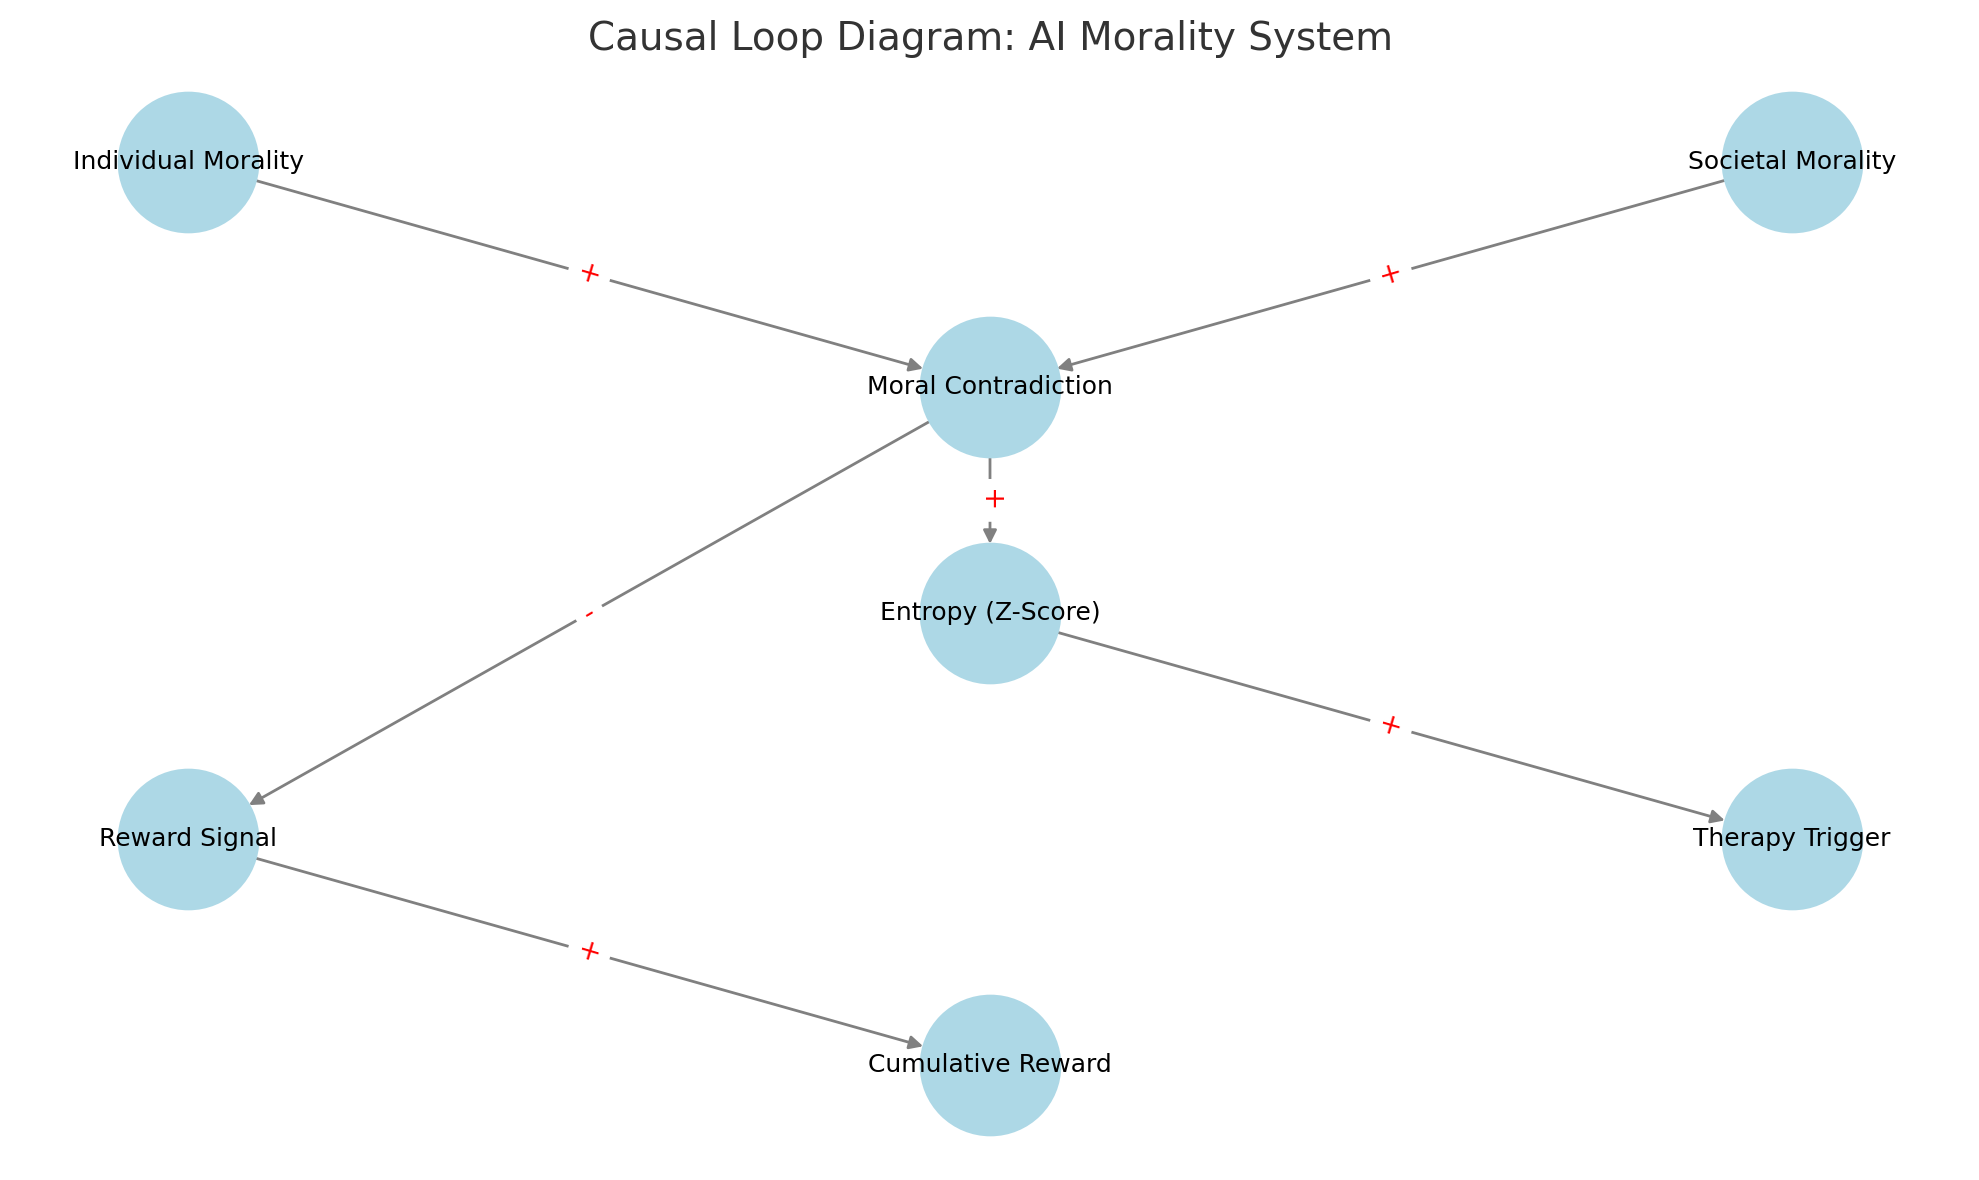 Causal Loop Diagram: AI Morality System
Individual Morality
Societal Morality
+
+
Moral Contradiction
+
-
Entropy (Z-Score)
+
Reward Signal
Therapy Trigger
+
Cumulative Reward